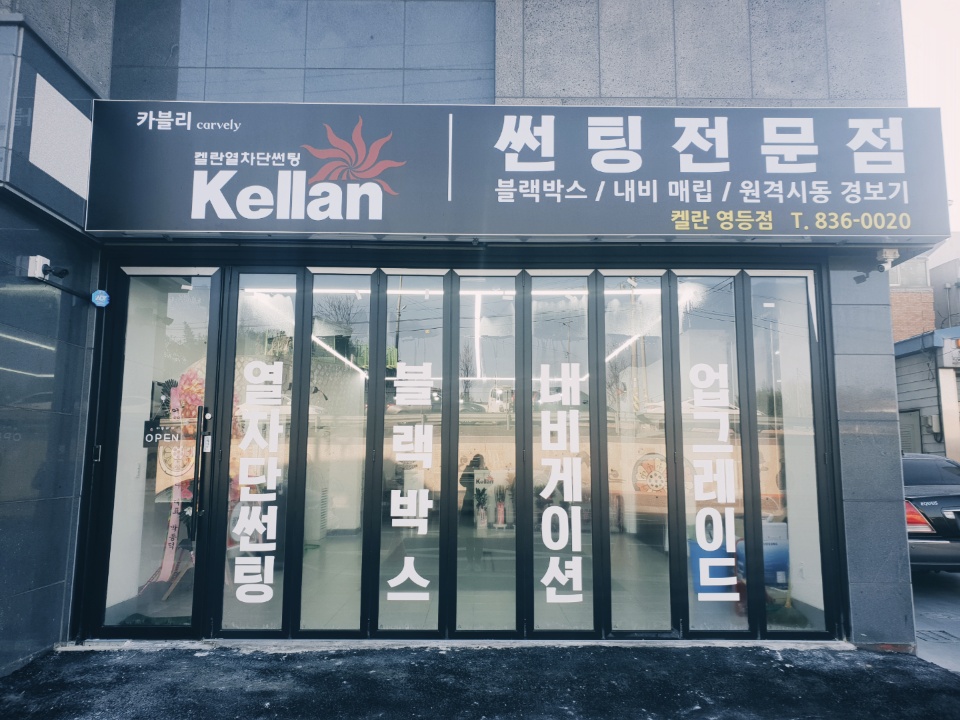 카블리 carvely
켈란열차단썬팅
Kellan
썬팅전문점
블랙박스 / 내비 매립 / 원격시동 경보기
켈란 영등점 T. 836-0020
OPEN
열차단썬팅
블랙박스
내비게이션
업그레이드
Kellan